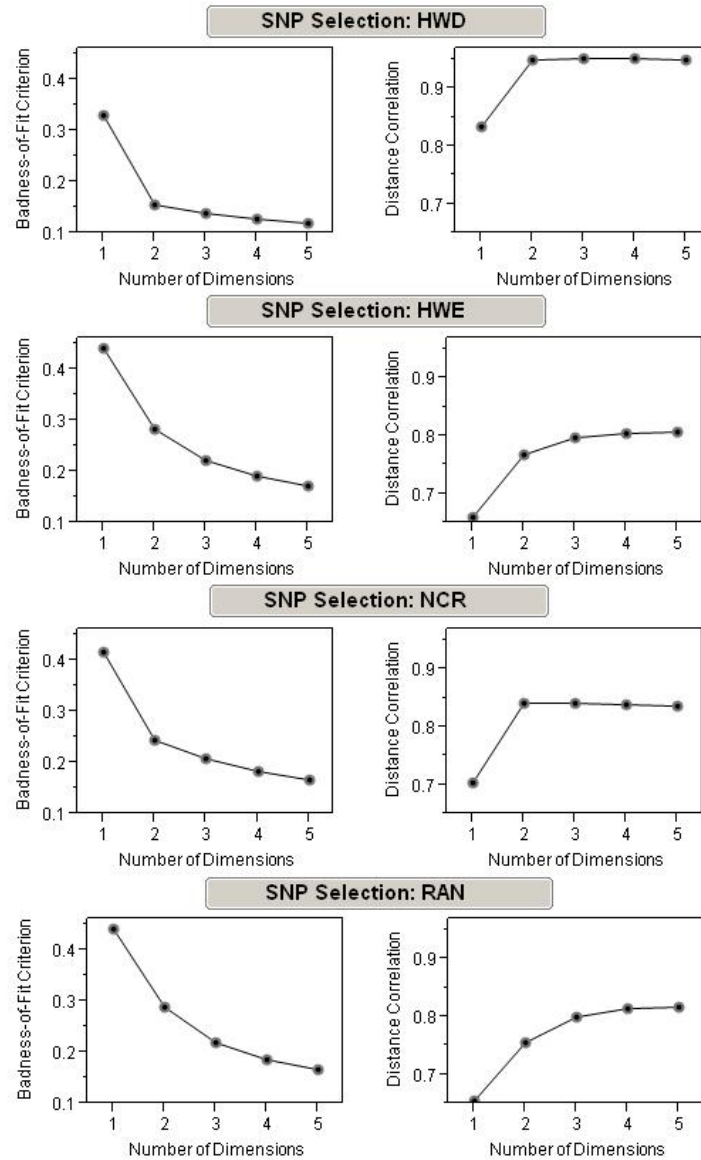 SNP Selection: HWD
Badness-of-Fit Criterion
0.4
0.3
0.2
0.1
1 2 3 4 5
Number of Dimensions
Distance Correlation
0.9
0.8
0.7
1 2 3 4 5
Number of Dimensions
SNP Selection: HWE
Badness-of-Fit Criterion
0.4
0.3
0.2
0.1
1 2 3 4 5
Number of Dimensions
Distance Correlation
0.9
0.8
0.7
1 2 3 4 5
Number of Dimensions
SNP Selection: NCR
Badness-of-Fit Criterion
0.4
0.3
0.2
0.1
1 2 3 4 5
Number of Dimensions
Distance Correlation
0.9
0.8
0.7
1 2 3 4 5
Number of Dimensions
SNP Selection: RAN
Badness-of-Fit Criterion
0.4
0.3
0.2
0.1
1 2 3 4 5
Number of Dimensions
Distance Correlation
0.9
0.8
0.7
1 2 3 4 5
Number of Dimensions